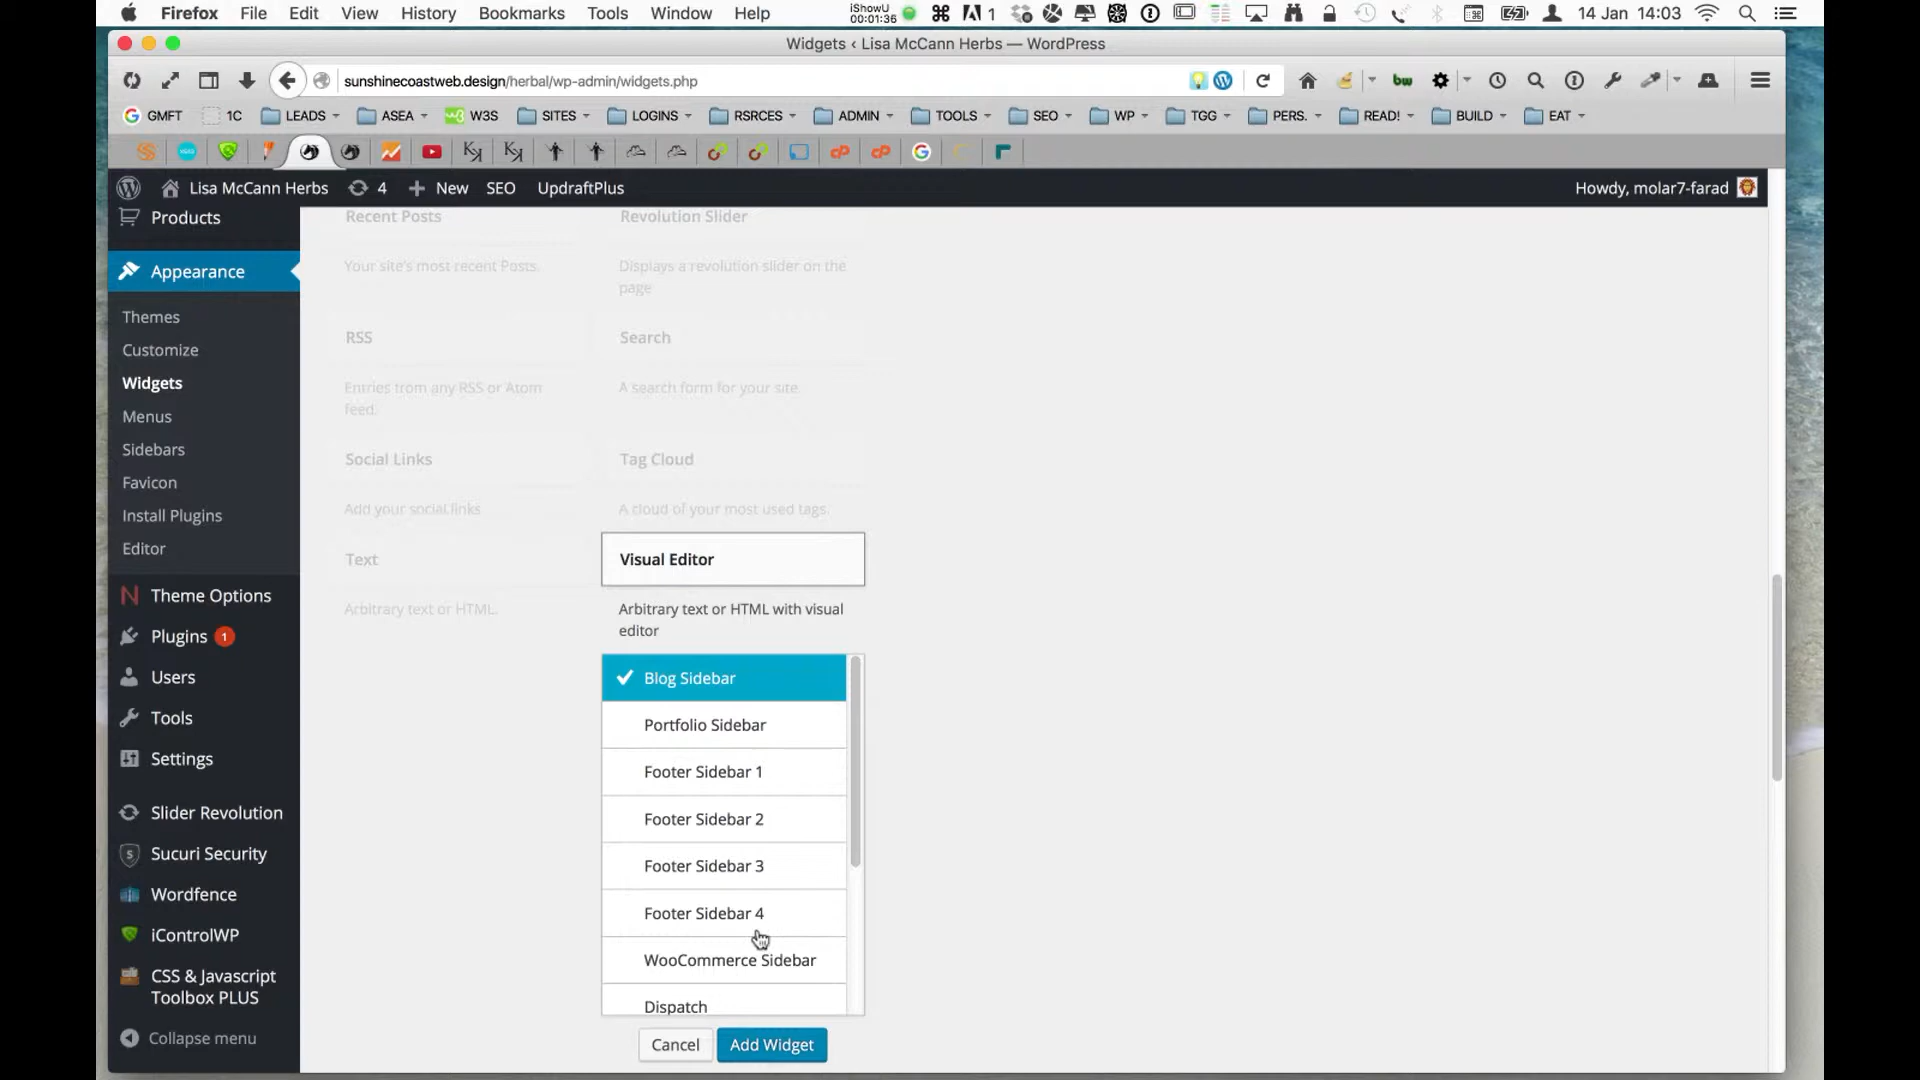 Firefox File Edit View History Bookmarks Tools Window Help iShowU 00:01:36 1 14 Jan 14:03
Widgets ‹ Lisa McCann Herbs — WordPress
sunshinecoastweb.design/herbal/wp-admin/widgets.php bw
GMFT 1C LEADS ASEA W3S SITES LOGINS RSRCES ADMIN TOOLS SEO WP TGG PERS. READ! BUILD EAT
Lisa McCann Herbs 4 New SEO UpdraftPlus Howdy, molar7-farad
Products
Appearance
Themes
Customize
Widgets
Menus
Sidebars
Favicon
Install Plugins
Editor
Theme Options
Plugins 1
Users
Tools
Settings
Slider Revolution
Sucuri Security
Wordfence
iControlWP
CSS & Javascript
Toolbox PLUS
Collapse menu
Recent Posts
Your site's most recent Posts.
Revolution Slider
Displays a revolution slider on the
page
RSS
Entries from any RSS or Atom
feed.
Search
A search form for your site.
Social Links
Add your social links
Tag Cloud
A cloud of your most used tags.
Text
Arbitrary text or HTML.
Visual Editor
Arbitrary text or HTML with visual
editor
Blog Sidebar
Portfolio Sidebar
Footer Sidebar 1
Footer Sidebar 2
Footer Sidebar 3
Footer Sidebar 4
WooCommerce Sidebar
Dispatch
Cancel Add Widget